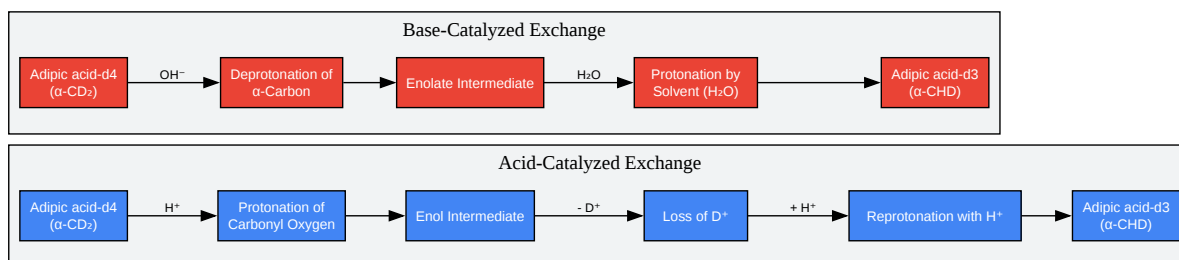 Base-Catalyzed Exchange
Adipic acid-d4
(α-CD₂)
OH⁻
Deprotonation of
α-Carbon
Enolate Intermediate
H₂O
Protonation by
Solvent (H₂O)
Adipic acid-d3
(α-CHD)
Acid-Catalyzed Exchange
Adipic acid-d4
(α-CD₂)
H⁺
Protonation of
Carbonyl Oxygen
Enol Intermediate
- D⁺
Loss of D⁺
+ H⁺
Reprotonation with H⁺
Adipic acid-d3
(α-CHD)